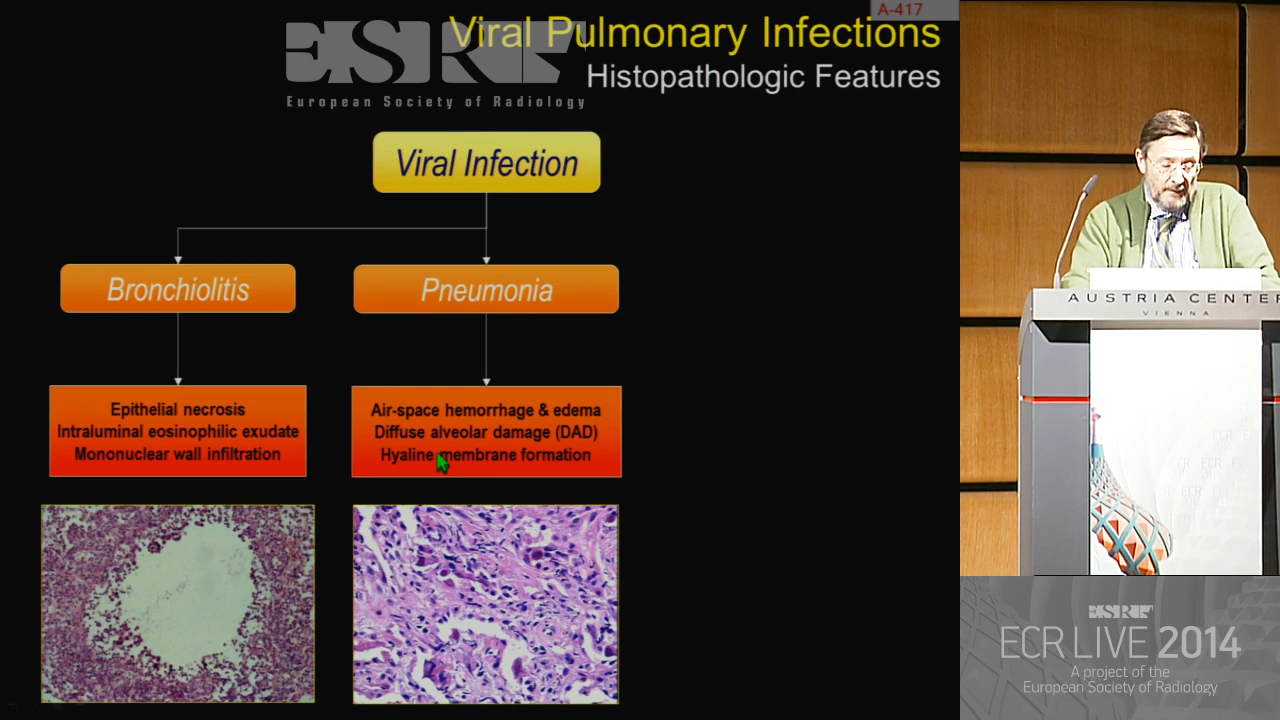 A-417
Viral Pulmonary Infections
Histopathologic Features
ESR
European Society of Radiology
Viral Infection
Bronchiolitis
Pneumonia
Epithelial necrosis
Intraluminal eosinophilic exudate
Mononuclear wall infiltration
Air-space hemorrhage & edema
Diffuse alveolar damage (DAD)
Hyaline membrane formation
AUSTRIA CENTER
VIENNA
ESR
ECR LIVE 2014
A project of the
European Society of Radiology